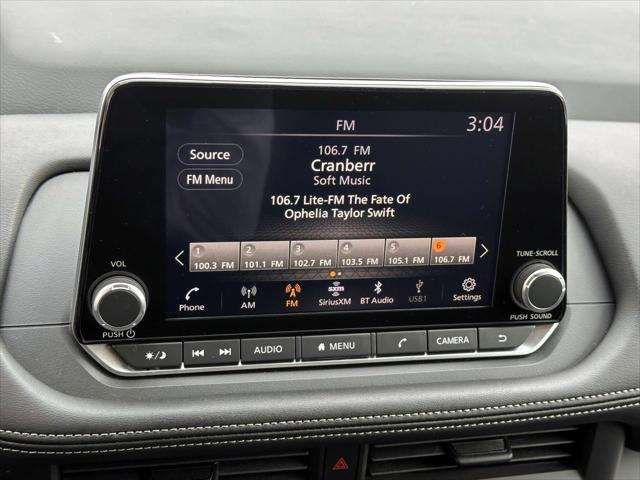 FM
3:04
Source
106.7 FM
Cranberr
FM Menu
Soft Music
106.7 Lite-FM The Fate Of
Ophelia Taylor Swift
1 2 3 4 5 6
100.3 FM 101.1 FM 102.7 FM 103.5 FM 105.1 FM 106.7 FM
Phone AM FM sxm SiriusXM BT Audio USB1 Settings
VOL
PUSH
TUNE-SCROLL
PUSH SOUND
AUDIO MENU CAMERA